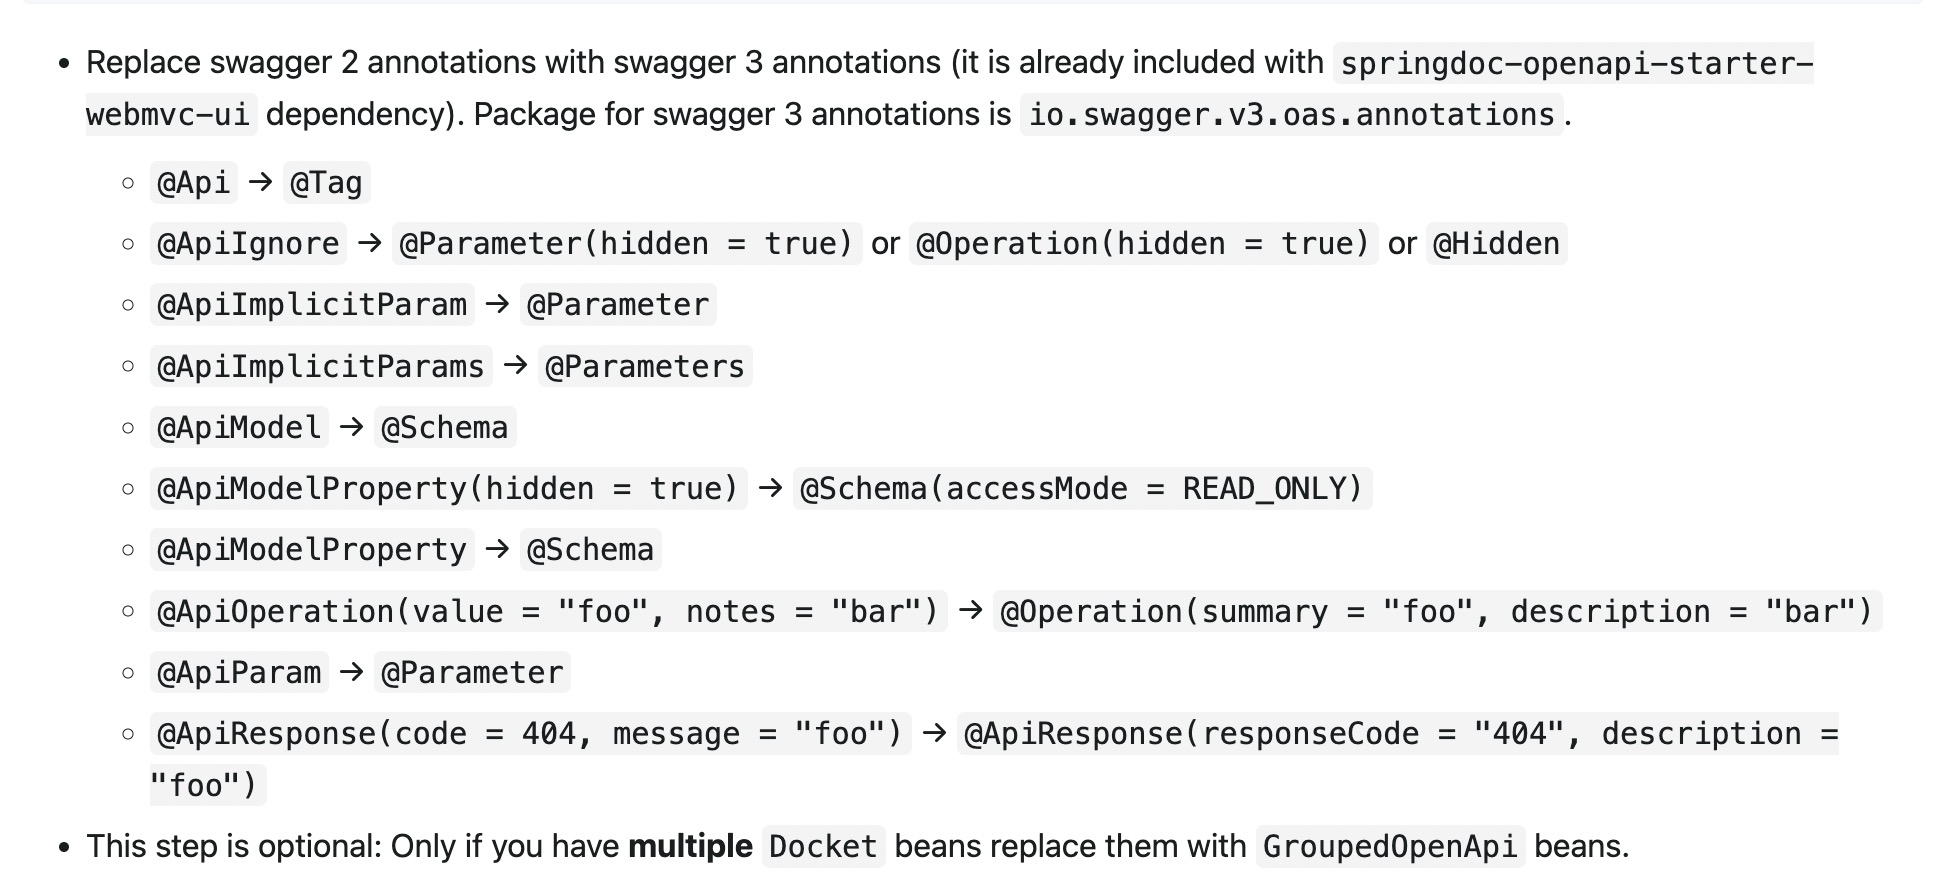 • Replace swagger 2 annotations with swagger 3 annotations (it is already included with springdoc-openapi-starter-
webmvc-ui dependency). Package for swagger 3 annotations is io.swagger.v3.oas.annotations.
◦ @Api → @Tag
◦ @ApiIgnore → @Parameter(hidden = true) or @Operation(hidden = true) or @Hidden
◦ @ApiImplicitParam → @Parameter
◦ @ApiImplicitParams → @Parameters
◦ @ApiModel → @Schema
◦ @ApiModelProperty(hidden = true) → @Schema(accessMode = READ_ONLY)
◦ @ApiModelProperty → @Schema
◦ @ApiOperation(value = "foo", notes = "bar") → @Operation(summary = "foo", description = "bar")
◦ @ApiParam → @Parameter
◦ @ApiResponse(code = 404, message = "foo") → @ApiResponse(responseCode = "404", description =
"foo")
• This step is optional: Only if you have multiple Docket beans replace them with GroupedOpenApi beans.